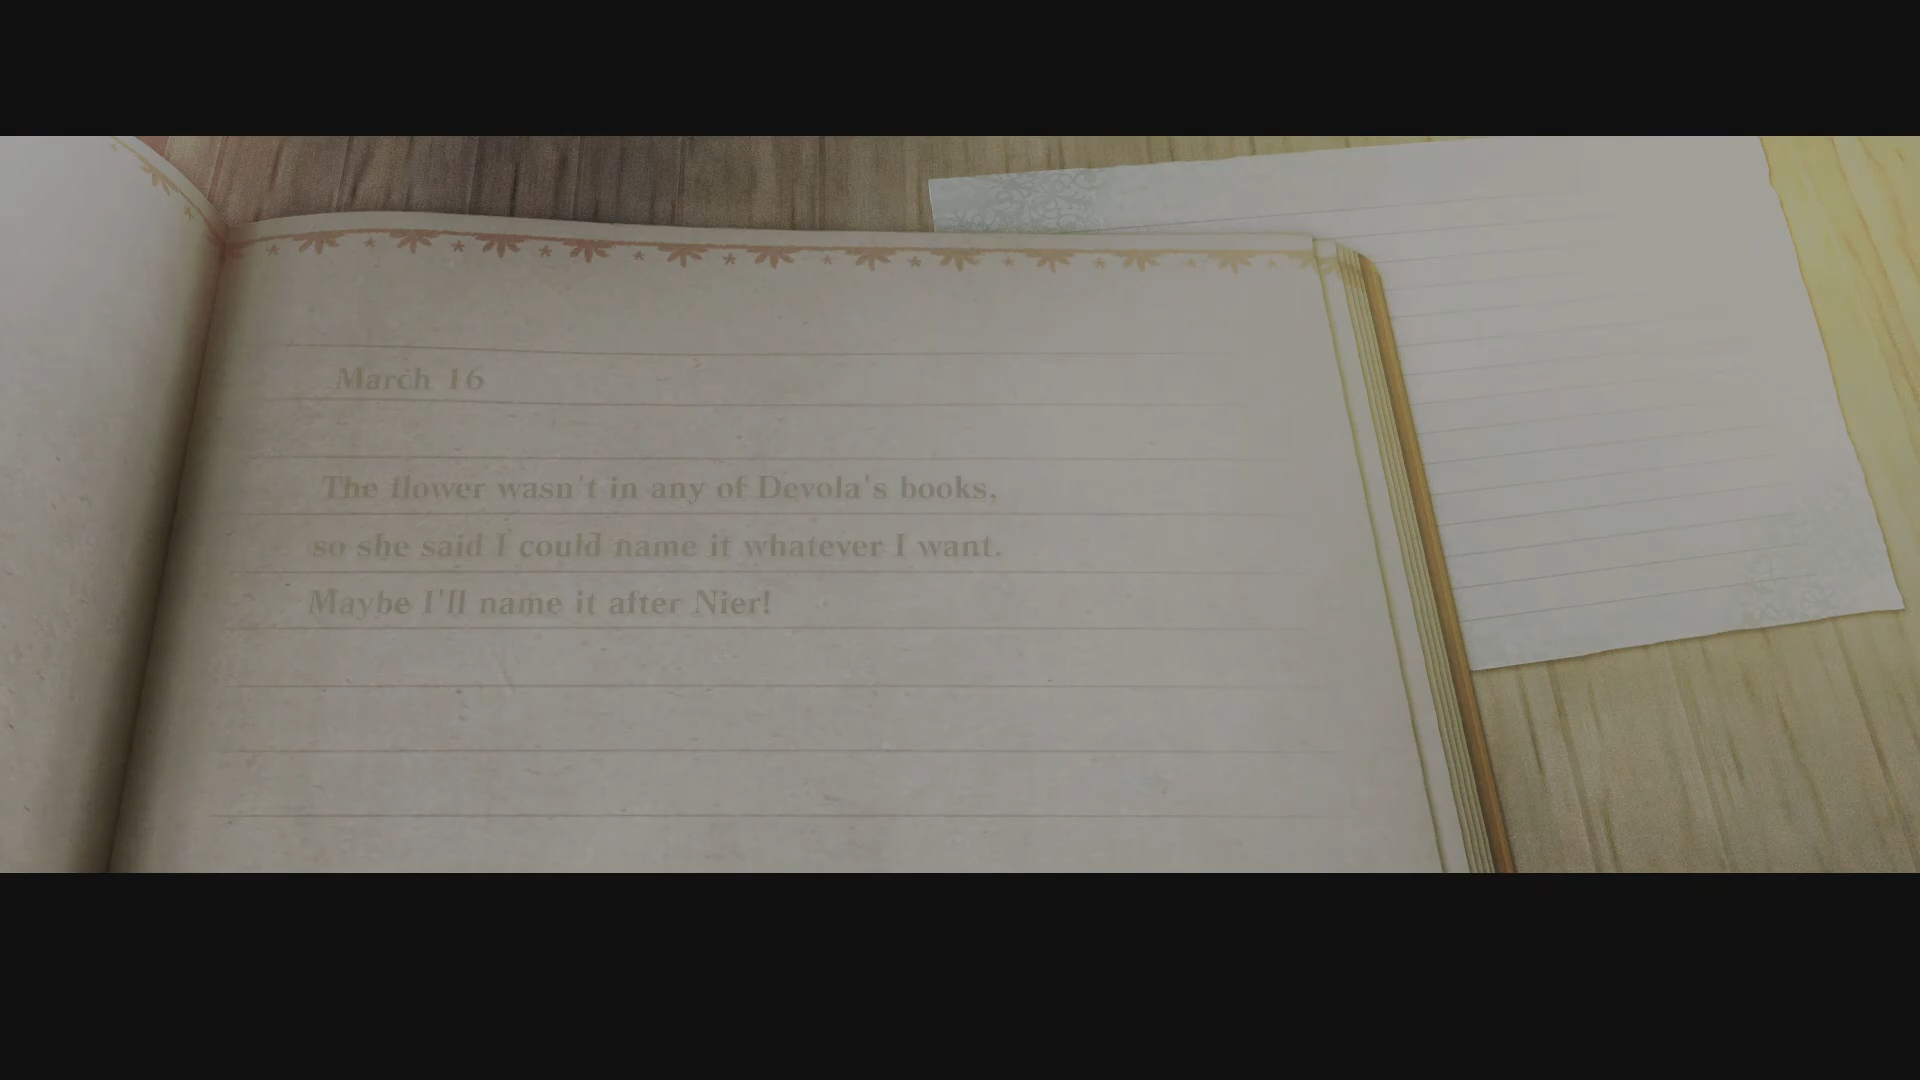 March 16
The flower wasn't in any of Devola's books,
so she said I could name it whatever I want.
Maybe I'll name it after Nier!